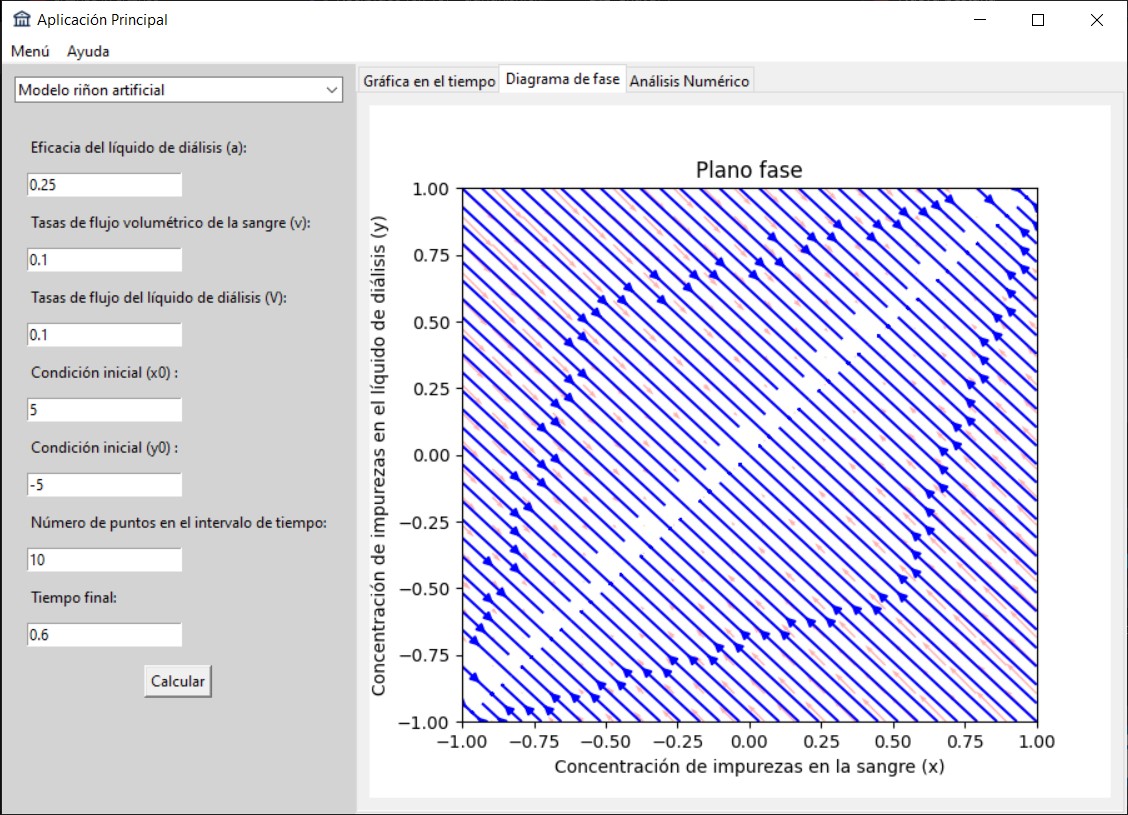 Aplicación Principal
Menú Ayuda
Modelo riñon artificial
Eficacia del líquido de diálisis (a):
0.25
Tasas de flujo volumétrico de la sangre (v):
0.1
Tasas de flujo del líquido de diálisis (V):
0.1
Condición inicial (x0) :
5
Condición inicial (y0) :
-5
Número de puntos en el intervalo de tiempo:
10
Tiempo final:
0.6
Calcular
Gráfica en el tiempo Diagrama de fase Análisis Numérico
Plano fase
Concentración de impurezas en el líquido de diálisis (y)
1.00
0.75
0.50
0.25
0.00
−0.25
−0.50
−0.75
−1.00
−1.00 −0.75 −0.50 −0.25 0.00 0.25 0.50 0.75 1.00
Concentración de impurezas en la sangre (x)